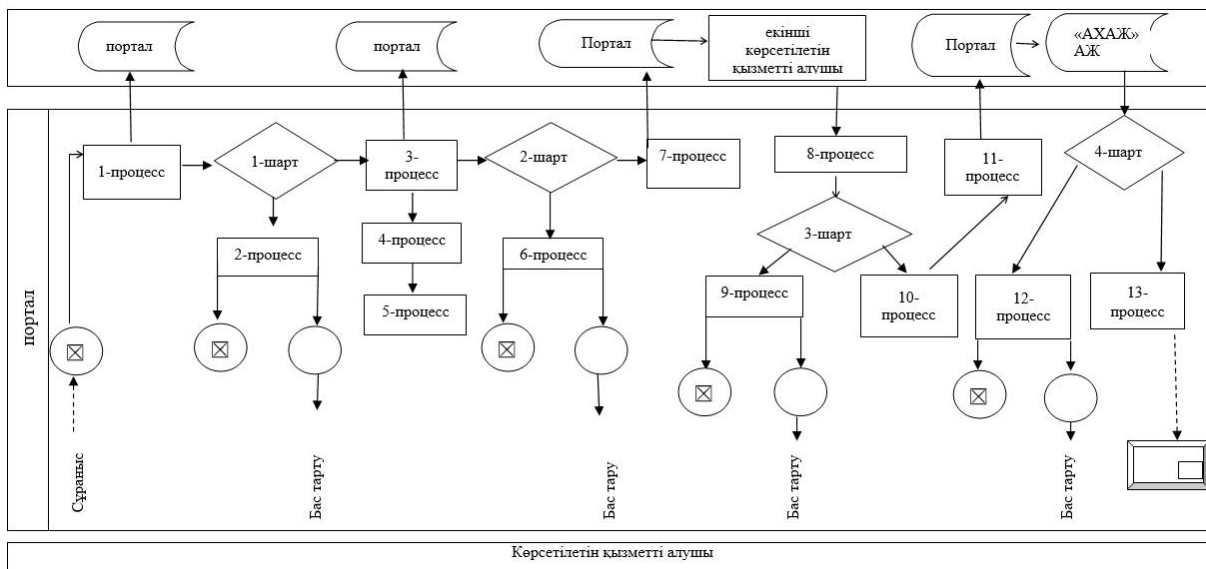 портал
портал
Портал
екінші
көрсетілетін
қызметті алушы
Портал
«АХАЖ»
АЖ
портал
1-процесс
1-шарт
3-
процесс
2-шарт
7-процесс
8-процесс
11-
процесс
4-шарт
2-процесс
4-процесс
6-процесс
3-шарт
5-процесс
9-процесс
10-
процесс
12-
процесс
13-
процесс
Сұраныс
Бас тарту
Бас тару
Бас тарту
Бас тарту
Көрсетілетін қызметті алушы